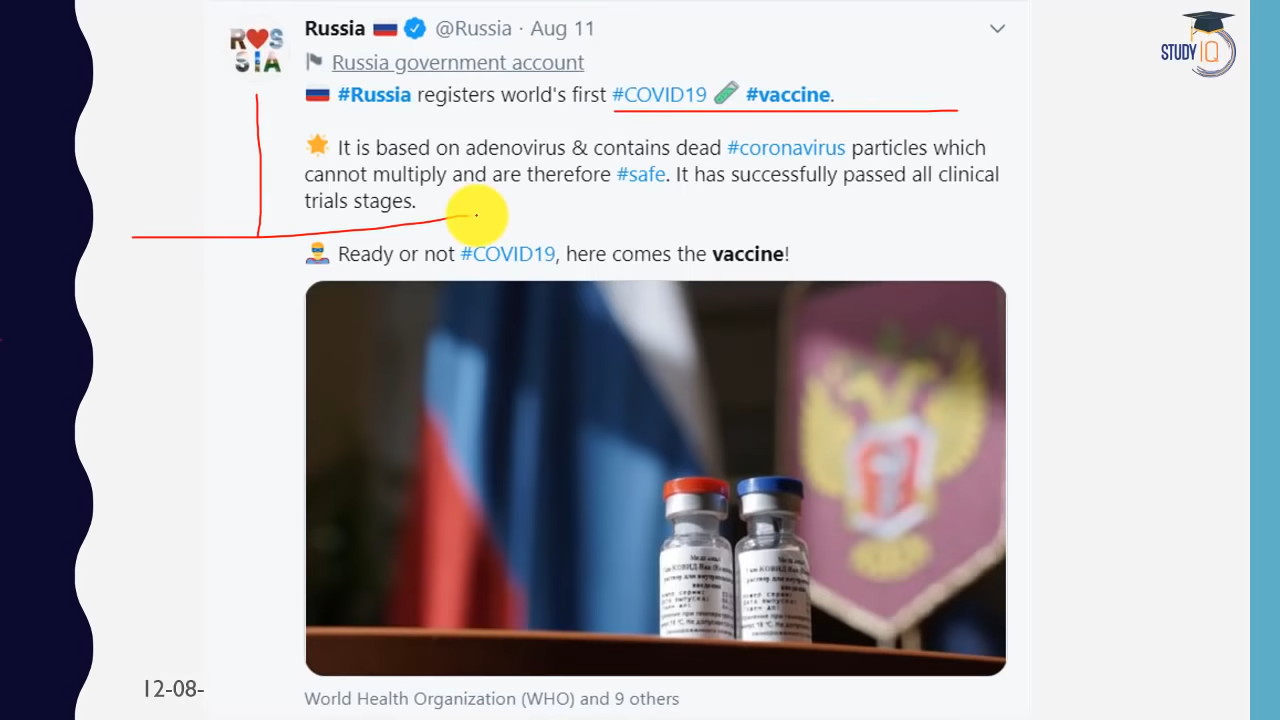 Russia @Russia · Aug 11
Russia government account
#Russia registers world's first #COVID19 #vaccine.
It is based on adenovirus & contains dead #coronavirus particles which
cannot multiply and are therefore #safe. It has successfully passed all clinical
trials stages.
Ready or not #COVID19, here comes the vaccine!
World Health Organization (WHO) and 9 others
12-08-
STUDY IQ
R S
SIA